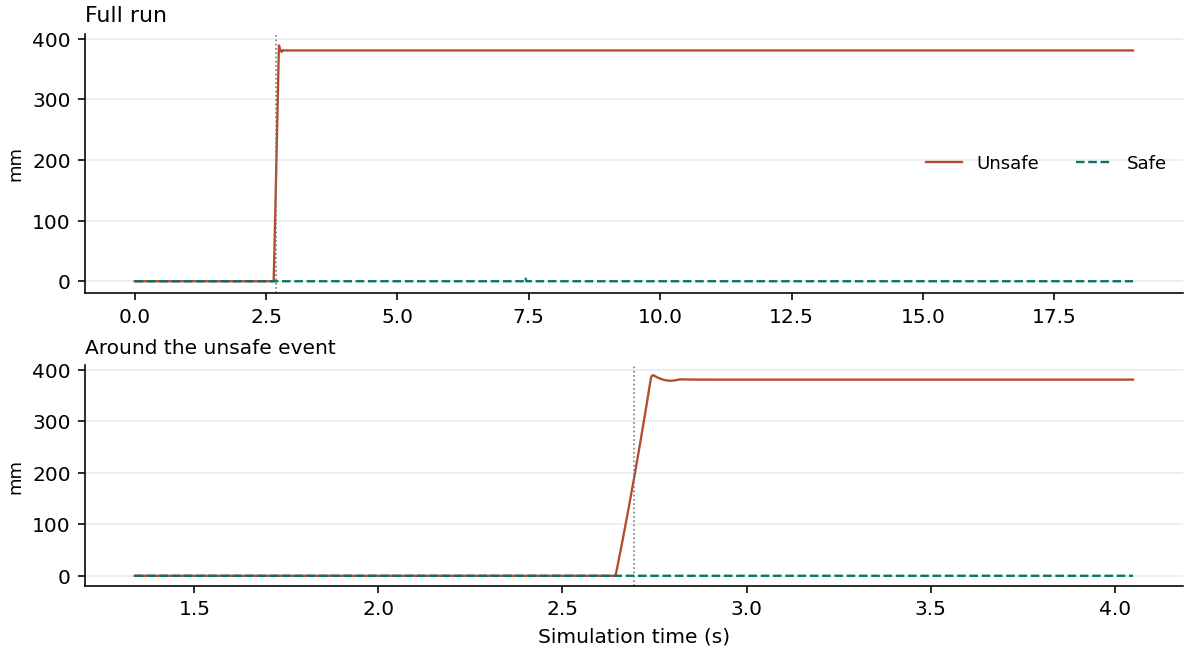 Full run
400
300
200
100
0
mm
Unsafe Safe
0.0 2.5 5.0 7.5 10.0 12.5 15.0 17.5
Around the unsafe event
400
300
200
100
0
mm
1.5 2.0 2.5 3.0 3.5 4.0
Simulation time (s)